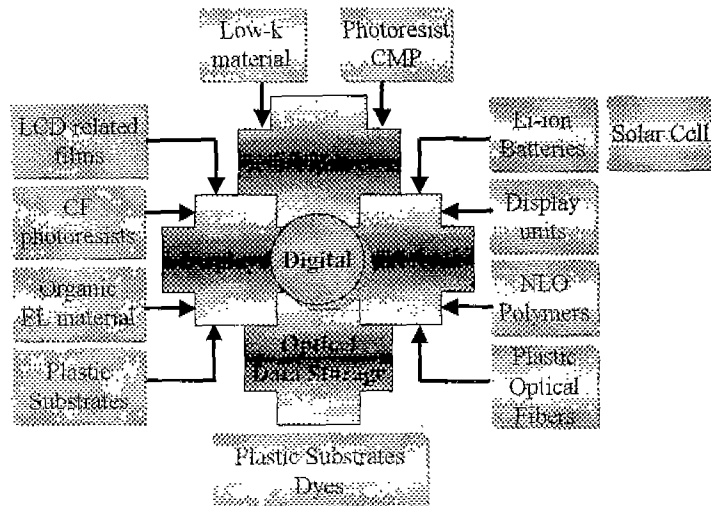 Low-k
material
Photoresist
CMP
LCD related
films
Li-ion
Batteries
Solar Cell
CF
photoresists
Display
units
Digital
Organic
EL material
NLO
Polymers
Optical
Data Storage
Plastic
Substrates
Plastic
Optical
Fibers
Plastic Substrates
Dyes